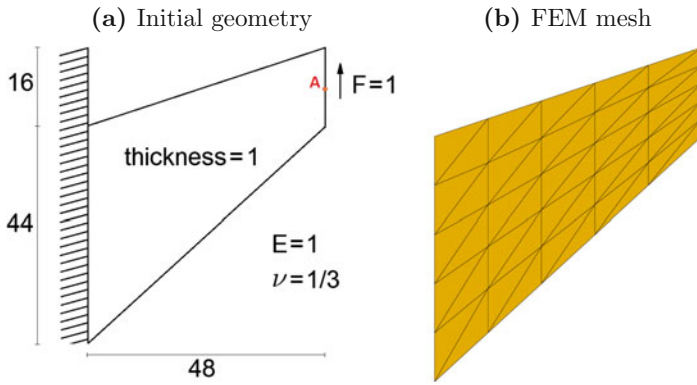 (a) Initial geometry
(b) FEM mesh
16
A
F=1
thickness=1
44
E=1
ν=1/3
48